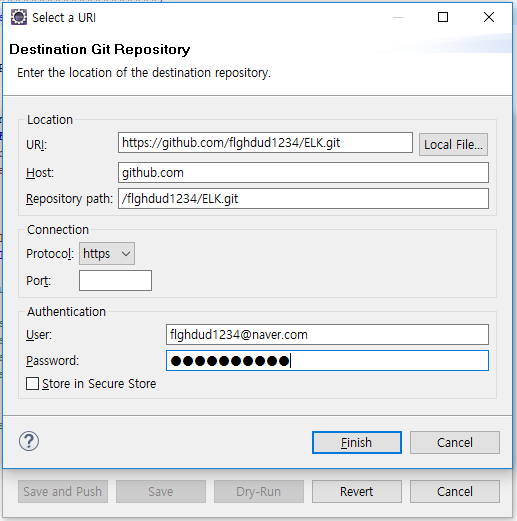 Select a URI
Destination Git Repository
Enter the location of the destination repository.
Location
URI: https://github.com/flghdud1234/ELK.git Local File...
Host: github.com
Repository path: /flghdud1234/ELK.git
Connection
Protocol: https
Port:
Authentication
User: flghdud1234@naver.com
Password: ●●●●●●●●●●
Store in Secure Store
Finish Cancel
Save and Push Save Dry-Run Revert Cancel